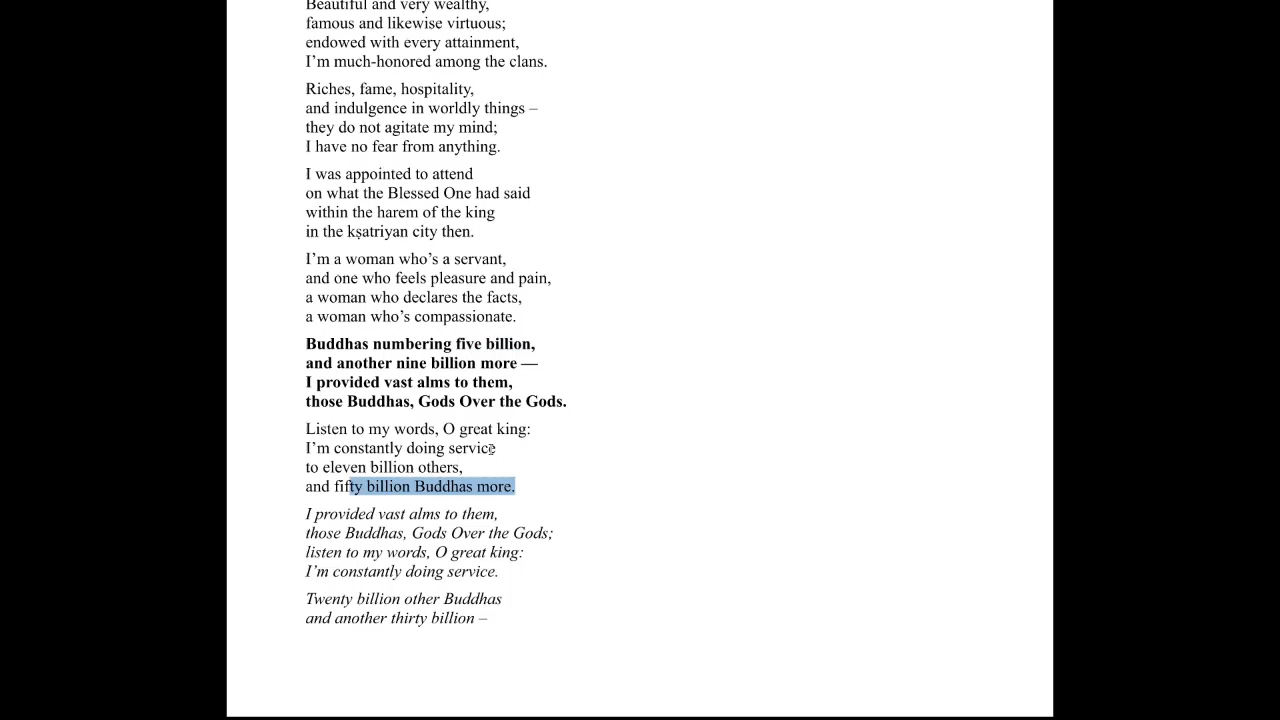 Beautiful and very wealthy,
famous and likewise virtuous;
endowed with every attainment,
I’m much-honored among the clans.
Riches, fame, hospitality,
and indulgence in worldly things –
they do not agitate my mind;
I have no fear from anything.
I was appointed to attend
on what the Blessed One had said
within the harem of the king
in the kṣatriyan city then.
I’m a woman who’s a servant,
and one who feels pleasure and pain,
a woman who declares the facts,
a woman who’s compassionate.
Buddhas numbering five billion,
and another nine billion more —
I provided vast alms to them,
those Buddhas, Gods Over the Gods.
Listen to my words, O great king:
I’m constantly doing service
to eleven billion others,
and fifty billion Buddhas more.
I provided vast alms to them,
those Buddhas, Gods Over the Gods;
listen to my words, O great king:
I’m constantly doing service.
Twenty billion other Buddhas
and another thirty billion –